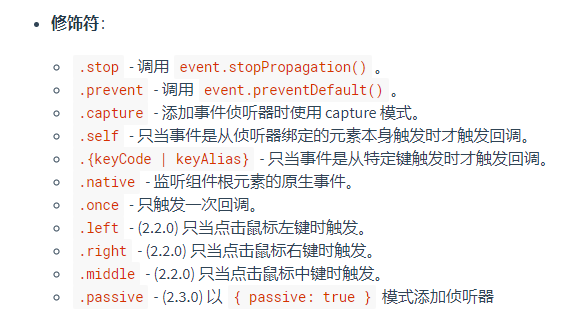 修饰符：
.stop - 调用 event.stopPropagation()。
.prevent - 调用 event.preventDefault()。
.capture - 添加事件侦听器时使用 capture 模式。
.self - 只当事件是从侦听器绑定的元素本身触发时才触发回调。
.{keyCode | keyAlias} - 只当事件是从特定键触发时才触发回调。
.native - 监听组件根元素的原生事件。
.once - 只触发一次回调。
.left - (2.2.0) 只当点击鼠标左键时触发。
.right - (2.2.0) 只当点击鼠标右键时触发。
.middle - (2.2.0) 只当点击鼠标中键时触发。
.passive - (2.3.0) 以 { passive: true } 模式添加侦听器